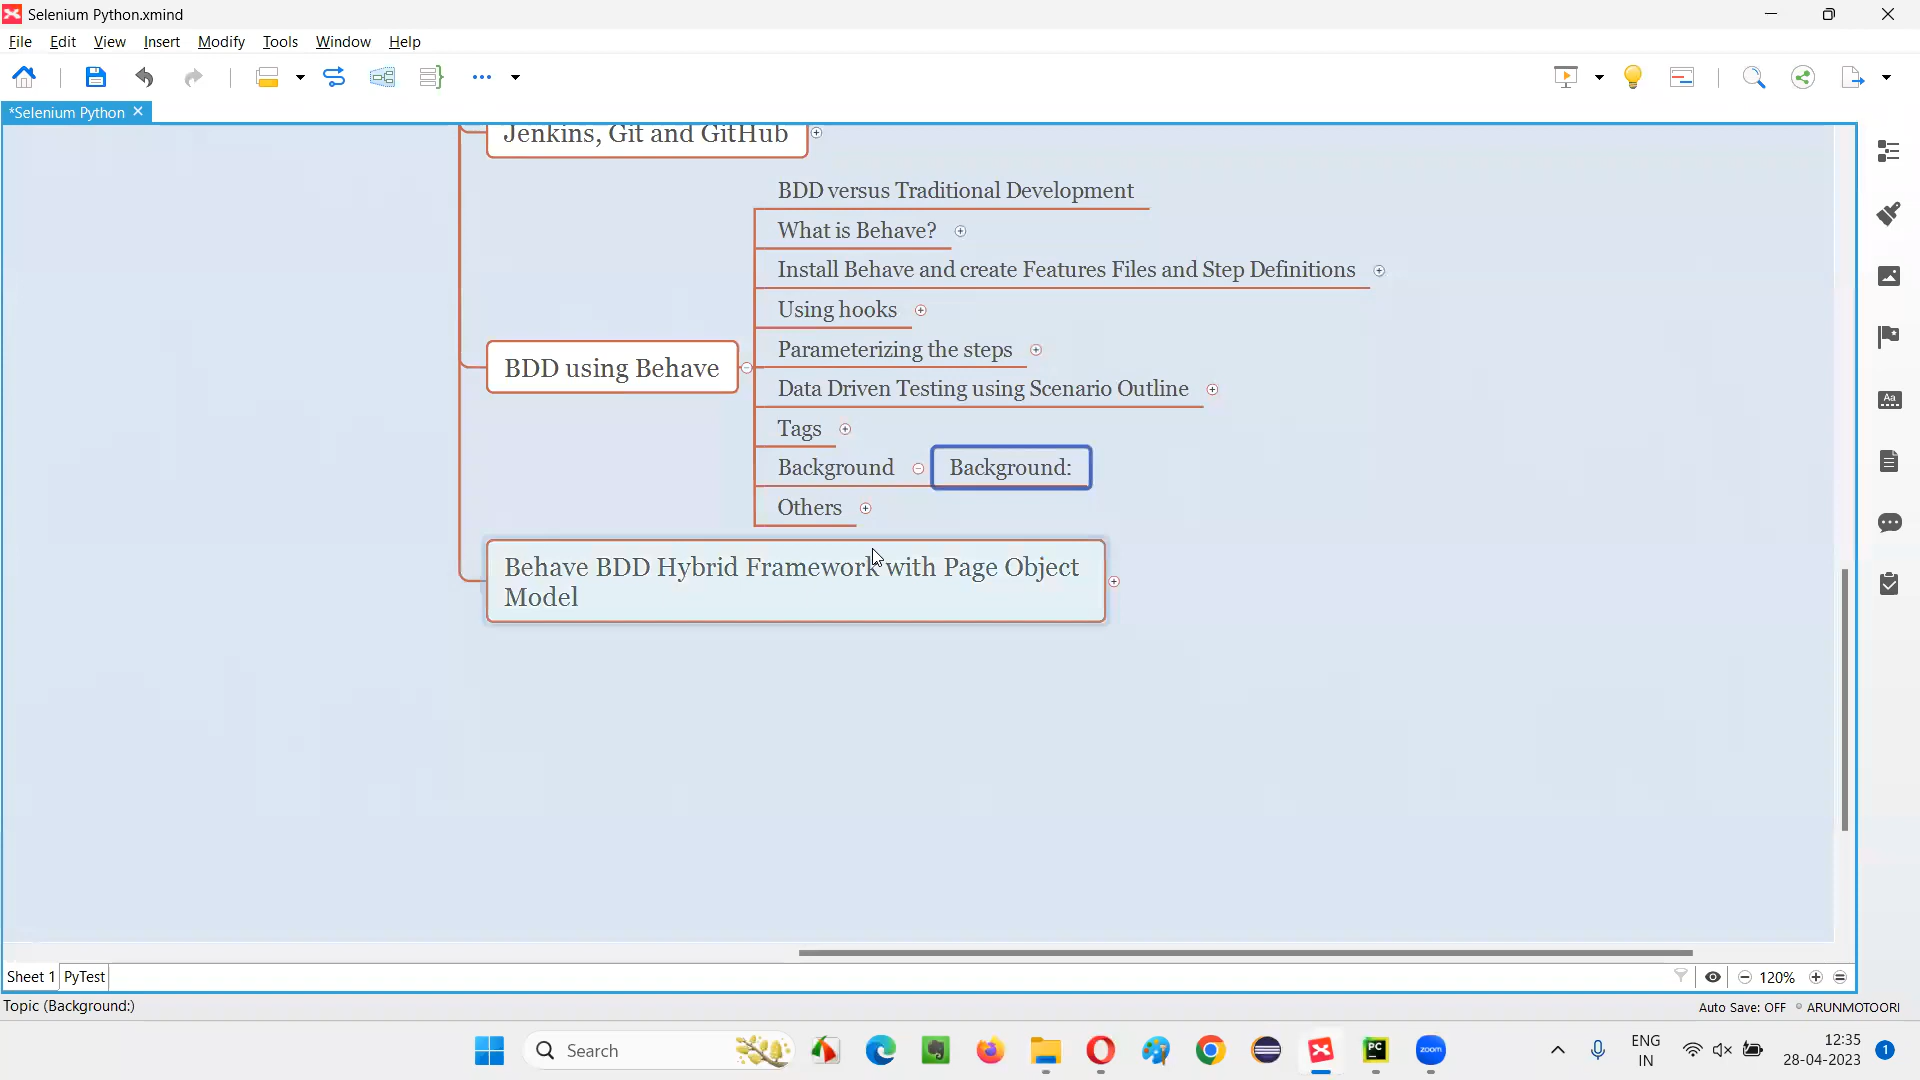 Selenium Python.xmind
File Edit View Insert Modify Tools Window Help
*Selenium Python
Jenkins, Git and GitHub
BDD versus Traditional Development
What is Behave?
Install Behave and create Features Files and Step Definitions
Using hooks
Parameterizing the steps
BDD using Behave
Data Driven Testing using Scenario Outline
Tags
Background
Background:
Others
Behave BDD Hybrid Framework with Page Object
Model
Aa
Sheet 1 PyTest
120%
Topic (Background:)
Auto Save: OFF
ARUNMOTOORI
Search
PC
zoom
ENG
IN
12:35
28-04-2023
1